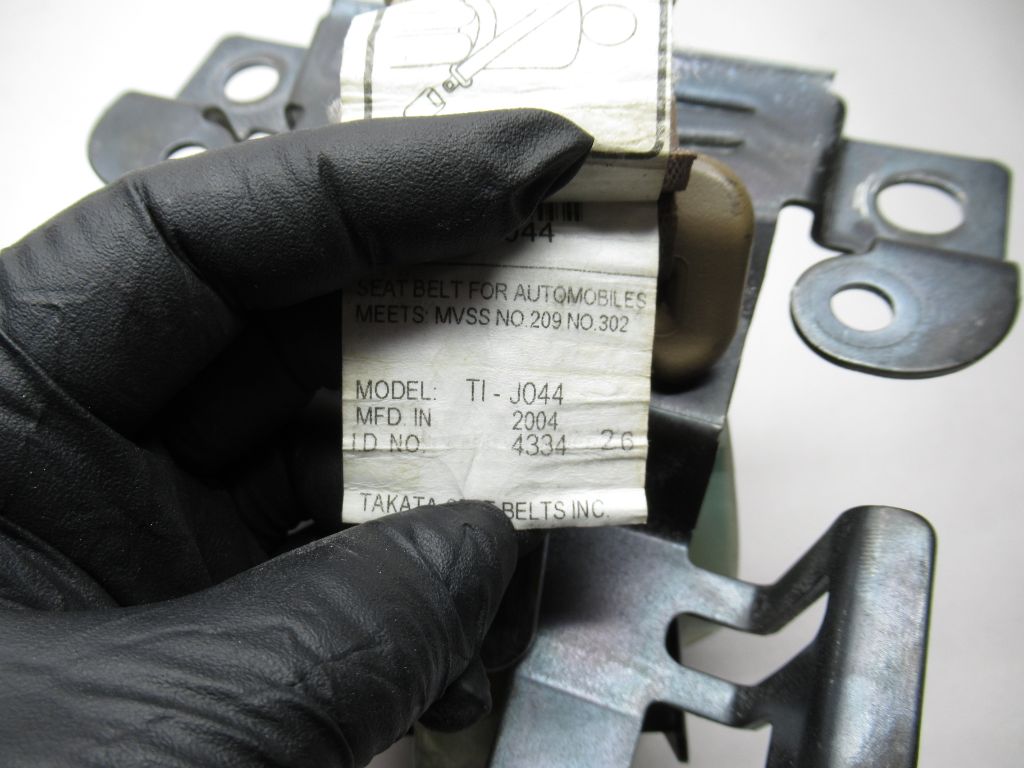 J044
SEAT BELT FOR AUTOMOBILES
MEETS: MVSS NO.209 NO.302
MODEL: TI - J044
MFD. IN 2004
I.D NO. 4334 26
TAKATA BELTS INC.